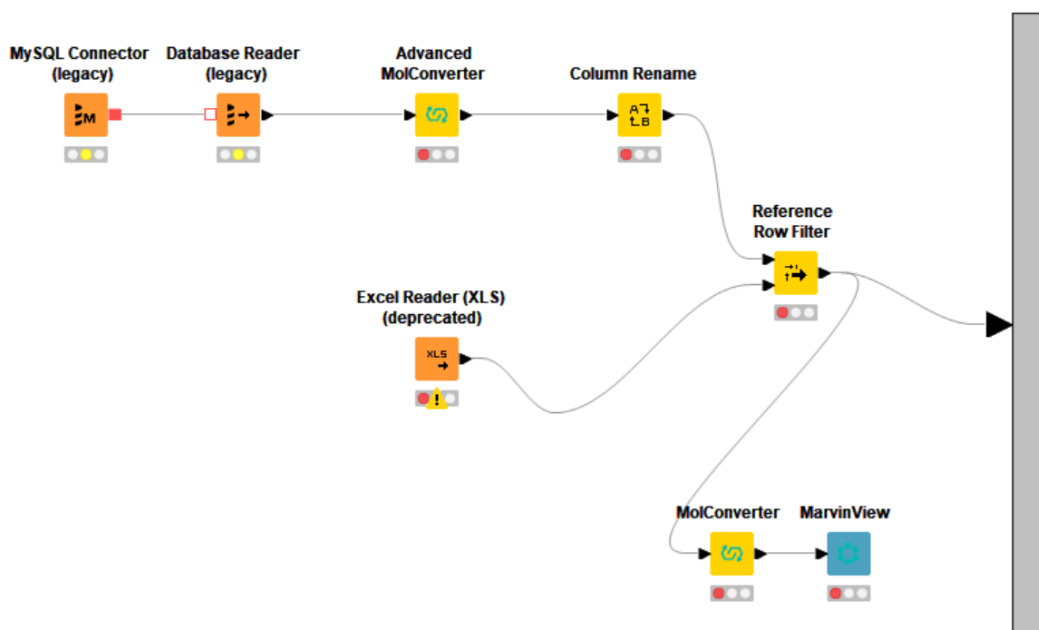 MySQL Connector
(legacy)
Database Reader
(legacy)
Advanced
MolConverter
Column Rename
M
A
B
Reference
Row Filter
Excel Reader (XLS)
(deprecated)
XLS
!
MolConverter
MarvinView